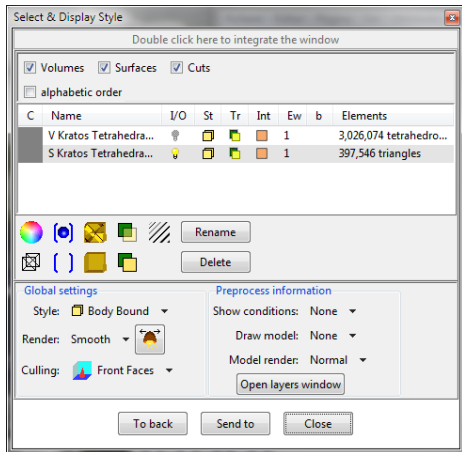 Select & Display Style
Double click here to integrate the window
Volumes Surfaces Cuts
alphabetic order
C Name I/O St Tr Int Ew b Elements
V Kratos Tetrahedra... 1 3,026,074 tetrahedro...
S Kratos Tetrahedra... 1 397,546 triangles
Rename
Delete
Global settings Preprocess information
Style: Body Bound Show conditions: None
Render: Smooth Draw model: None
Culling: Front Faces Model render: Normal
Open layers window
To back Send to Close